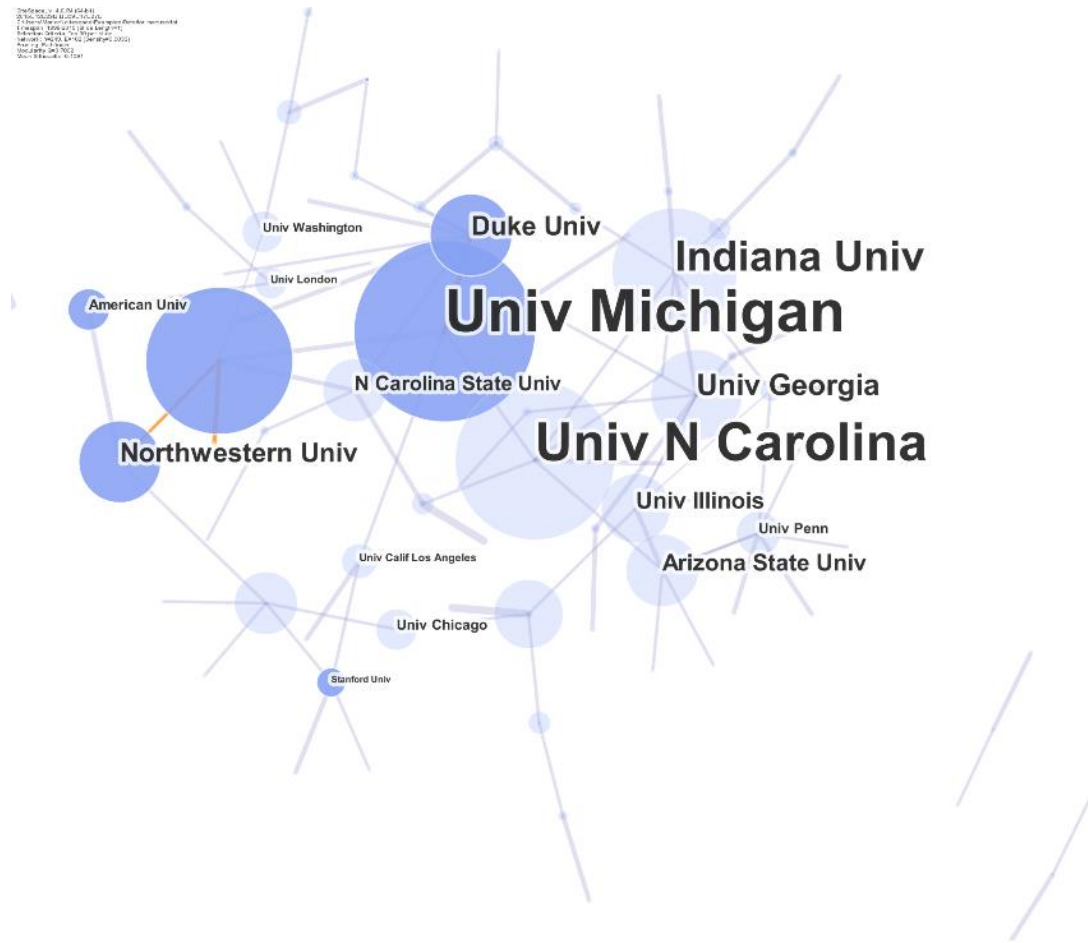 Duke Univ
Univ Washington
Indiana Univ
Univ London
American Univ
Univ Michigan
N Carolina State Univ
Univ Georgia
Northwestern Univ
Univ N Carolina
Univ Illinois
Univ Penn
Univ Calif Los Angeles
Arizona State Univ
Univ Chicago
Stanford Univ